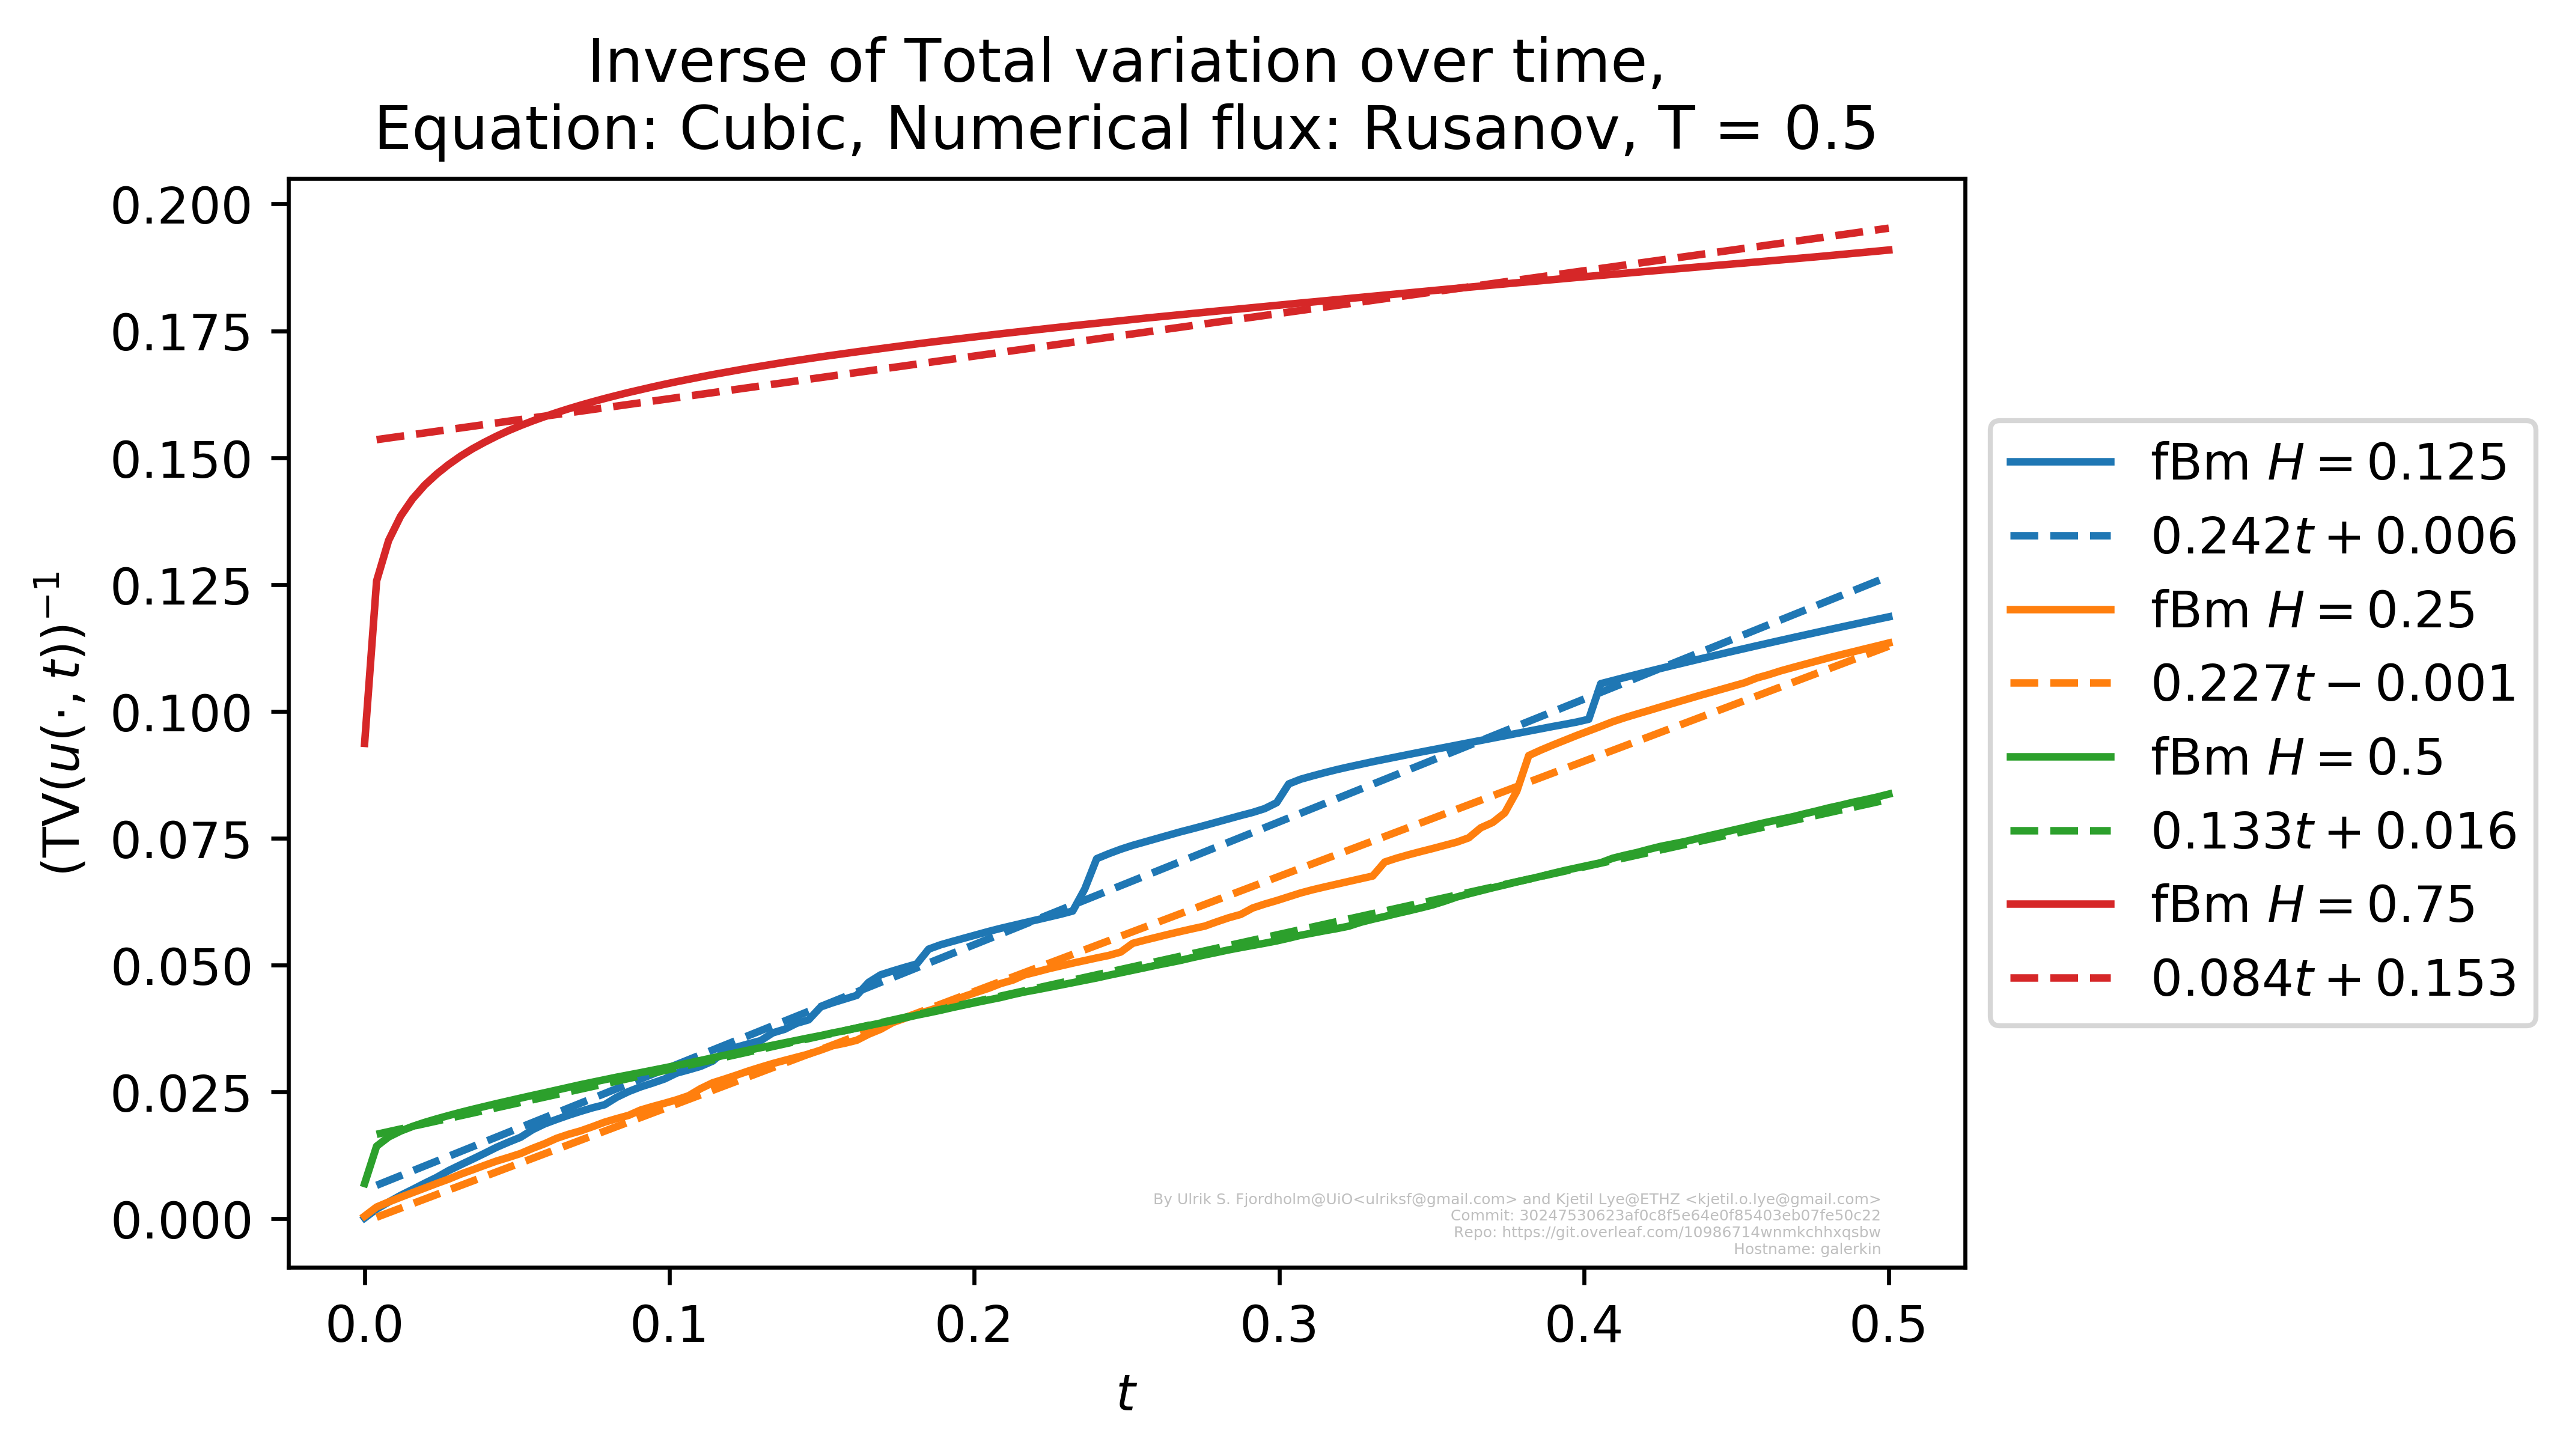 Inverse of Total variation over time,
Equation: Cubic, Numerical flux: Rusanov, T = 0.5
0.200
0.175
0.150
0.125
0.100
0.075
0.050
0.025
0.000
(TV(u(·, t))⁻¹
0.0 0.1 0.2 0.3 0.4 0.5
t
fBm H = 0.125
0.242t + 0.006
fBm H = 0.25
0.227t − 0.001
fBm H = 0.5
0.133t + 0.016
fBm H = 0.75
0.084t + 0.153
By Ulrik S. Fjordholm@UiO<ulriksf@gmail.com> and Kjetil Lye@ETHZ <kjetil.o.lye@gmail.com>
Commit: 30247530623af0c8f5e64e0f85403eb07fe50c22
Repo: https://git.overleaf.com/10986714wnmkchhxqsbw
Hostname: galerkin